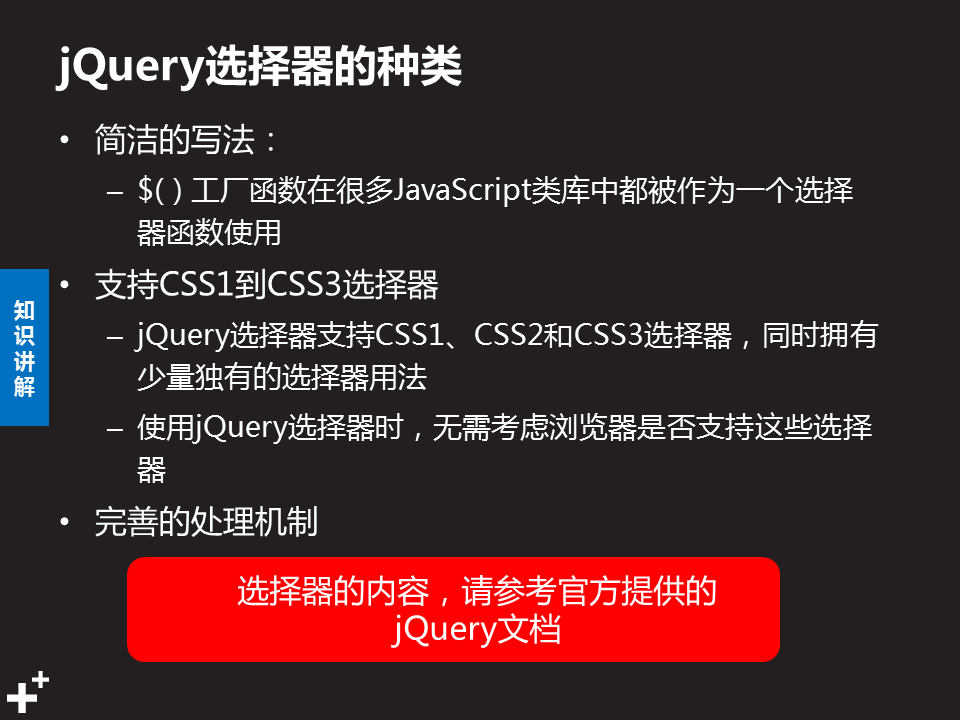 jQuery选择器的种类
• 简洁的写法：
– $( ) 工厂函数在很多JavaScript类库中都被作为一个选择
器函数使用
• 支持CSS1到CSS3选择器
– jQuery选择器支持CSS1、CSS2和CSS3选择器，同时拥有
少量独有的选择器用法
– 使用jQuery选择器时，无需考虑浏览器是否支持这些选择
器
• 完善的处理机制
选择器的内容，请参考官方提供的
jQuery文档
知
识
讲
解